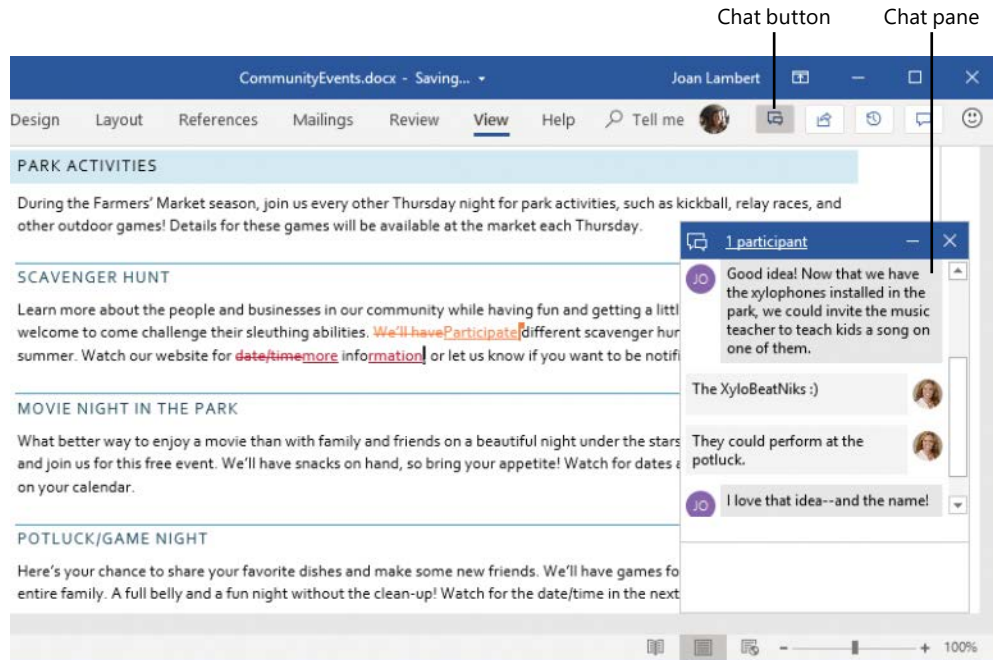 Chat button Chat pane
CommunityEvents.docx - Saving...
Joan Lambert
Design Layout References Mailings Review View Help Tell me
PARK ACTIVITIES
During the Farmers' Market season, join us every other Thursday night for park activities, such as kickball, relay races, and
other outdoor games! Details for these games will be available at the market each Thursday.
SCAVENGER HUNT
Learn more about the people and businesses in our community while having fun and getting a littl
welcome to come challenge their sleuthing abilities. We'll haveParticipate different scavenger hun
summer. Watch our website for date/timemore information! or let us know if you want to be notifi
MOVIE NIGHT IN THE PARK
What better way to enjoy a movie than with family and friends on a beautiful night under the stars
and join us for this free event. We'll have snacks on hand, so bring your appetite! Watch for dates a
on your calendar.
POTLUCK/GAME NIGHT
Here's your chance to share your favorite dishes and make some new friends. We'll have games fo
entire family. A full belly and a fun night without the clean-up! Watch for the date/time in the next
1 participant
JO
Good idea! Now that we have
the xylophones installed in the
park, we could invite the music
teacher to teach kids a song on
one of them.
The XyloBeatNiks :)
They could perform at the
potluck.
JO
I love that idea--and the name!
100%